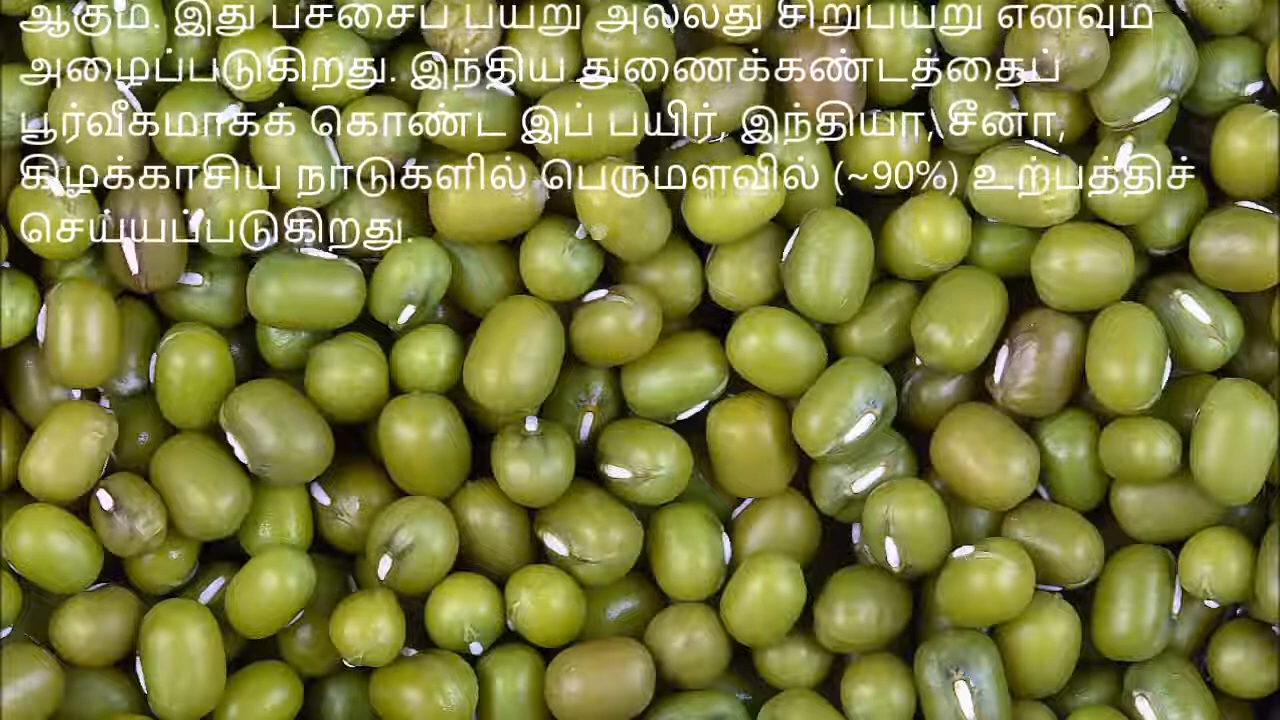 ஆகும். இது பச்சைப் பயறு அல்லது சிறுபயறு எனவும்
அழைப்படுகிறது. இந்திய துணைக்கண்டத்தைப்
பூர்வீகமாகக் கொண்ட இப் பயிர், இந்தியா, சீனா,
கிழக்காசிய நாடுகளில் பெருமளவில் (~90%) உற்பத்திச்
செய்யப்படுகிறது.